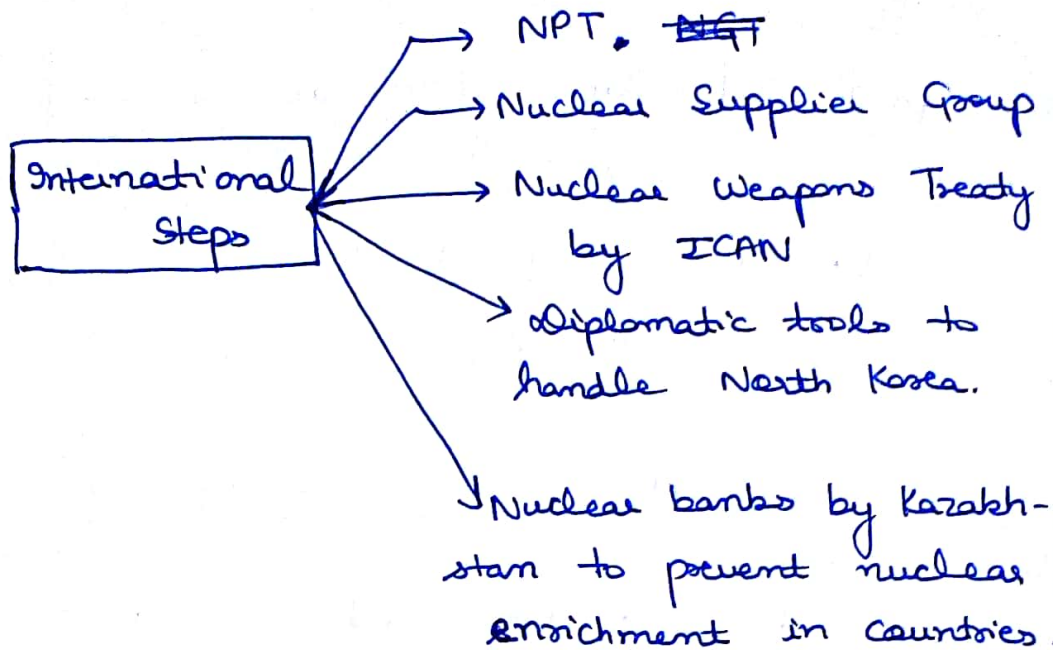 NPT.
Nuclear Supplier Group
International
Steps
Nuclear Weapons Treaty
by ICAN
Diplomatic tools to
handle North Korea.
Nuclear banks by Kazakh-
stan to prevent nuclear
enrichment in countries.